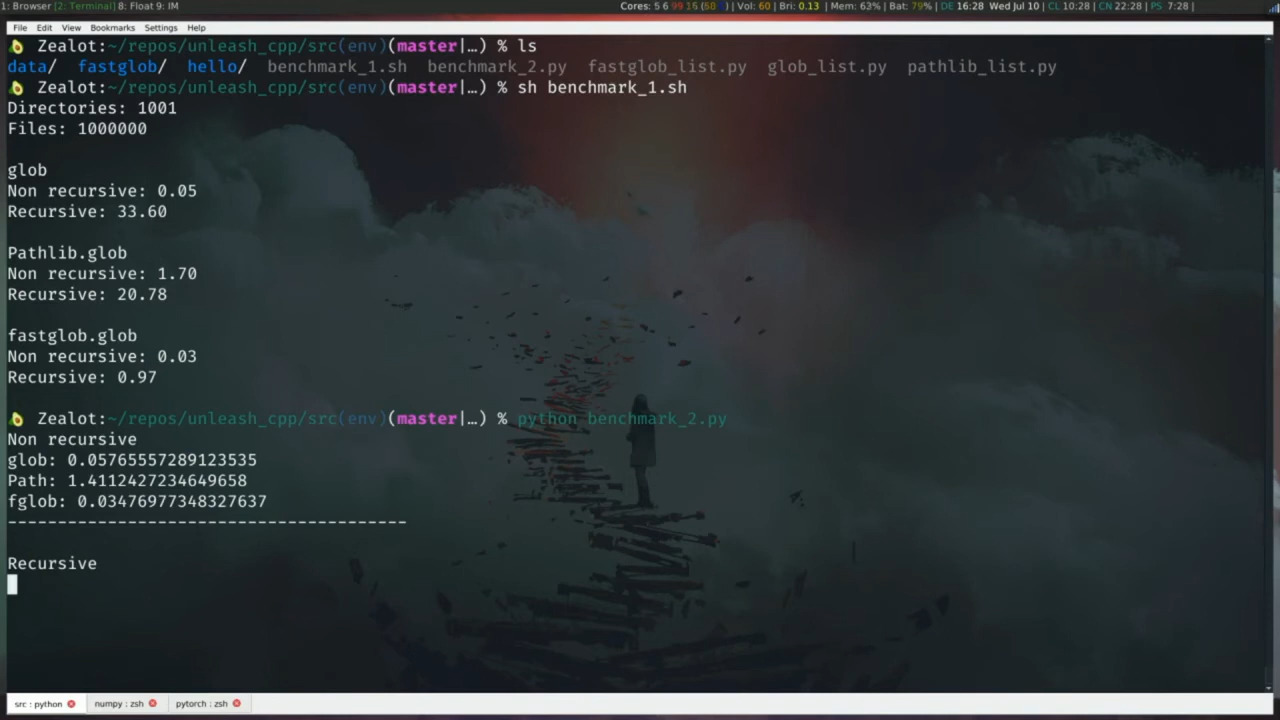 1: Browser [2: Terminal] 8: Float 9: IM
Cores: 5 6 99 16 (60 ) | Vol: 60 | Bri: 0.13 | Mem: 63% | Bat: 79% | DE 16:28 Wed Jul 10 | CL 10:28 | CN 22:28 | PS 7:28 |
File Edit View Bookmarks Settings Help
Zealot:~/repos/unleash_cpp/src(env)(master|…) % ls
data/ fastglob/ hello/ benchmark_1.sh benchmark_2.py fastglob_list.py glob_list.py pathlib_list.py
Zealot:~/repos/unleash_cpp/src(env)(master|…) % sh benchmark_1.sh
Directories: 1001
Files: 1000000
glob
Non recursive: 0.05
Recursive: 33.60
Pathlib.glob
Non recursive: 1.70
Recursive: 20.78
fastglob.glob
Non recursive: 0.03
Recursive: 0.97
Zealot:~/repos/unleash_cpp/src(env)(master|…) % python benchmark_2.py
Non recursive
glob: 0.05765557289123535
Path: 1.4112427234649658
fglob: 0.03476977348327637
----------------------------------------
Recursive
src : python numpy : zsh pytorch : zsh